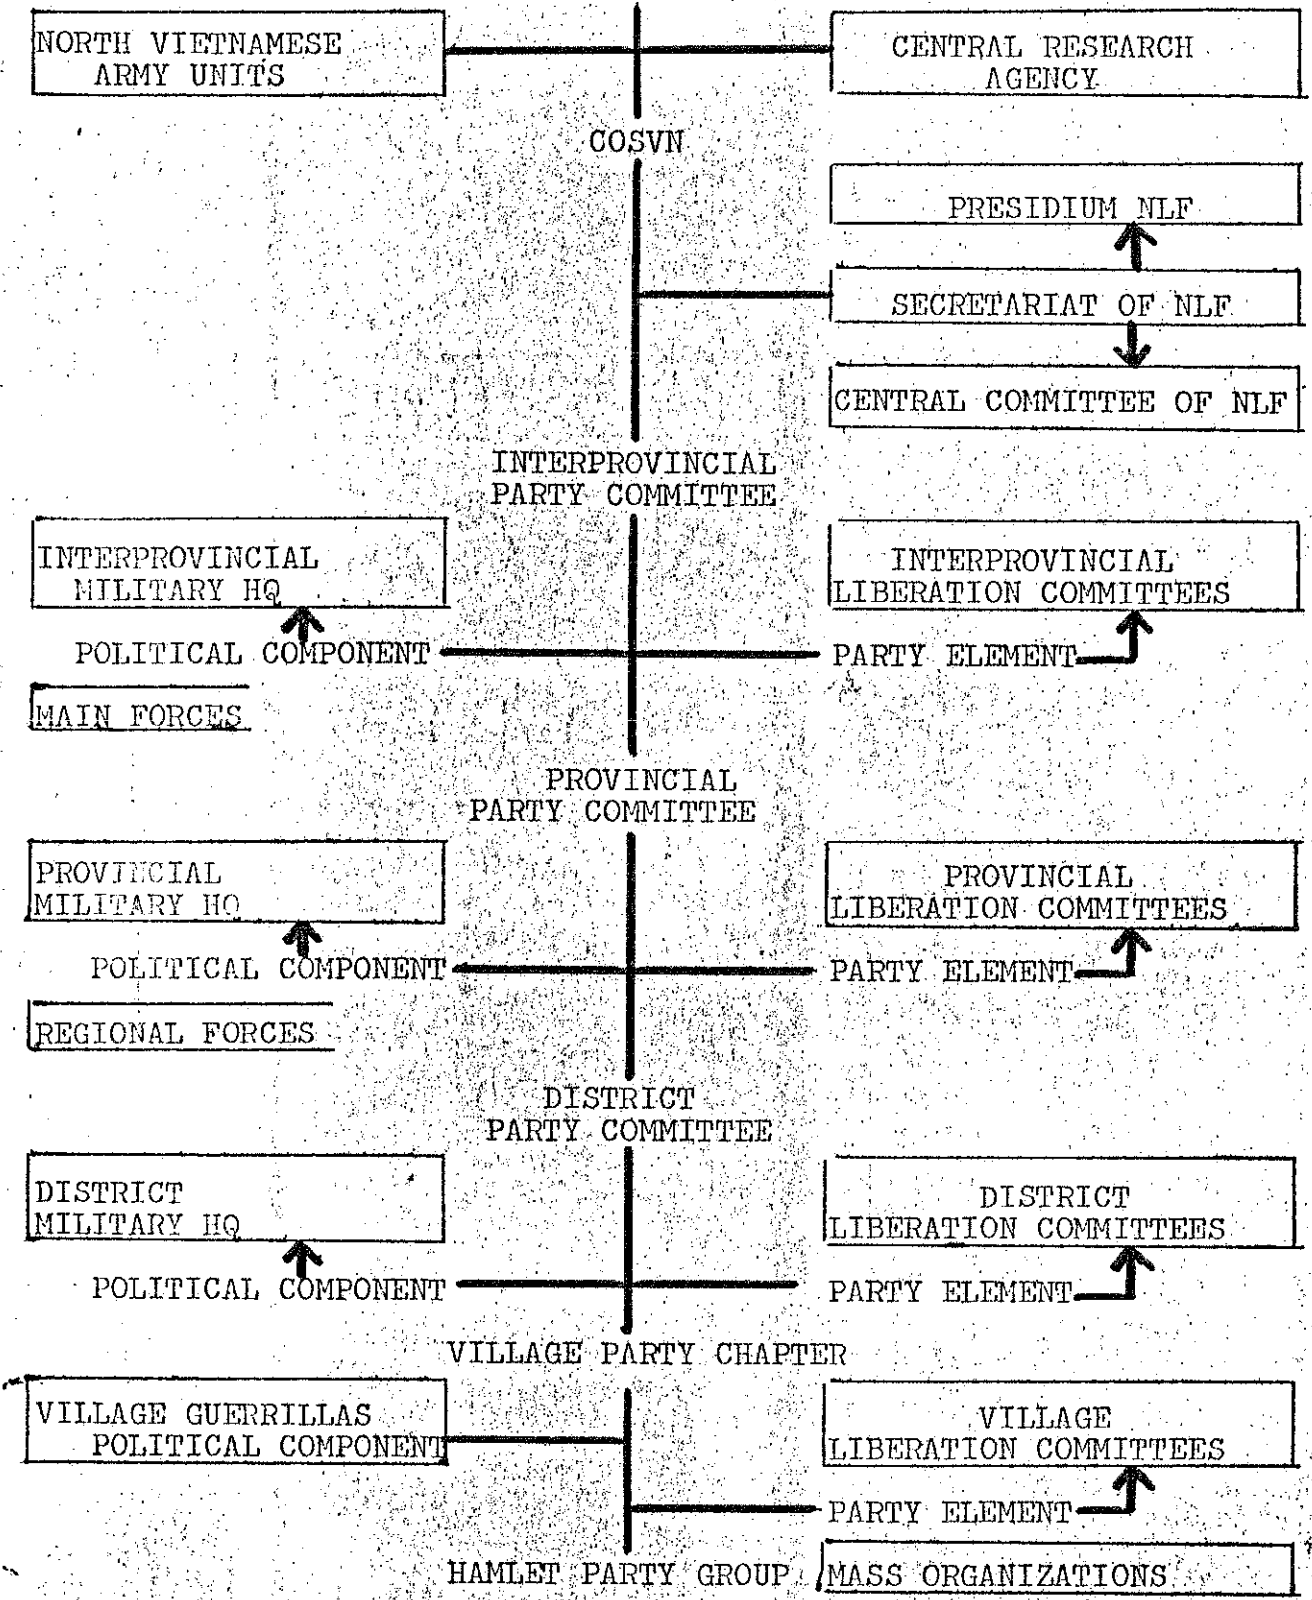 NORTH VIETNAMESE
ARMY UNITS
CENTRAL RESEARCH
AGENCY
COSVN
PRESIDIUM NLF
SECRETARIAT OF NLF
CENTRAL COMMITTEE OF NLF
INTERPROVINCIAL
PARTY COMMITTEE
INTERPROVINCIAL
MILITARY HQ
INTERPROVINCIAL
LIBERATION COMMITTEES
POLITICAL COMPONENT
PARTY ELEMENT
MAIN FORCES
PROVINCIAL
PARTY COMMITTEE
PROVINCIAL
MILITARY HQ
PROVINCIAL
LIBERATION COMMITTEES
POLITICAL COMPONENT
PARTY ELEMENT
REGIONAL FORCES
DISTRICT
PARTY COMMITTEE
DISTRICT
MILITARY HQ
DISTRICT
LIBERATION COMMITTEES
POLITICAL COMPONENT
PARTY ELEMENT
VILLAGE PARTY CHAPTER
VILLAGE GUERRILLAS
POLITICAL COMPONENT
VILLAGE
LIBERATION COMMITTEES
PARTY ELEMENT
HAMLET PARTY GROUP
MASS ORGANIZATIONS